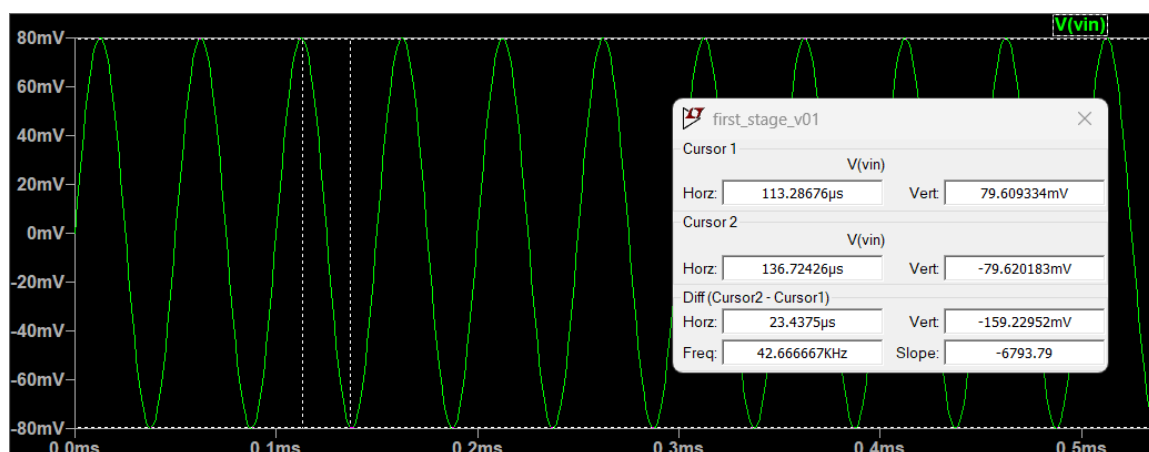 V(vin)
80mV
60mV
40mV
20mV
0mV
-20mV
-40mV
-60mV
-80mV
0.0ms 0.1ms 0.2ms 0.3ms 0.4ms 0.5ms
first_stage_v01
Cursor 1
V(vin)
Horz: 113.28676µs Vert: 79.609334mV
Cursor 2
V(vin)
Horz: 136.72426µs Vert: -79.620183mV
Diff (Cursor2 - Cursor1)
Horz: 23.4375µs Vert: -159.22952mV
Freq: 42.666667KHz Slope: -6793.79